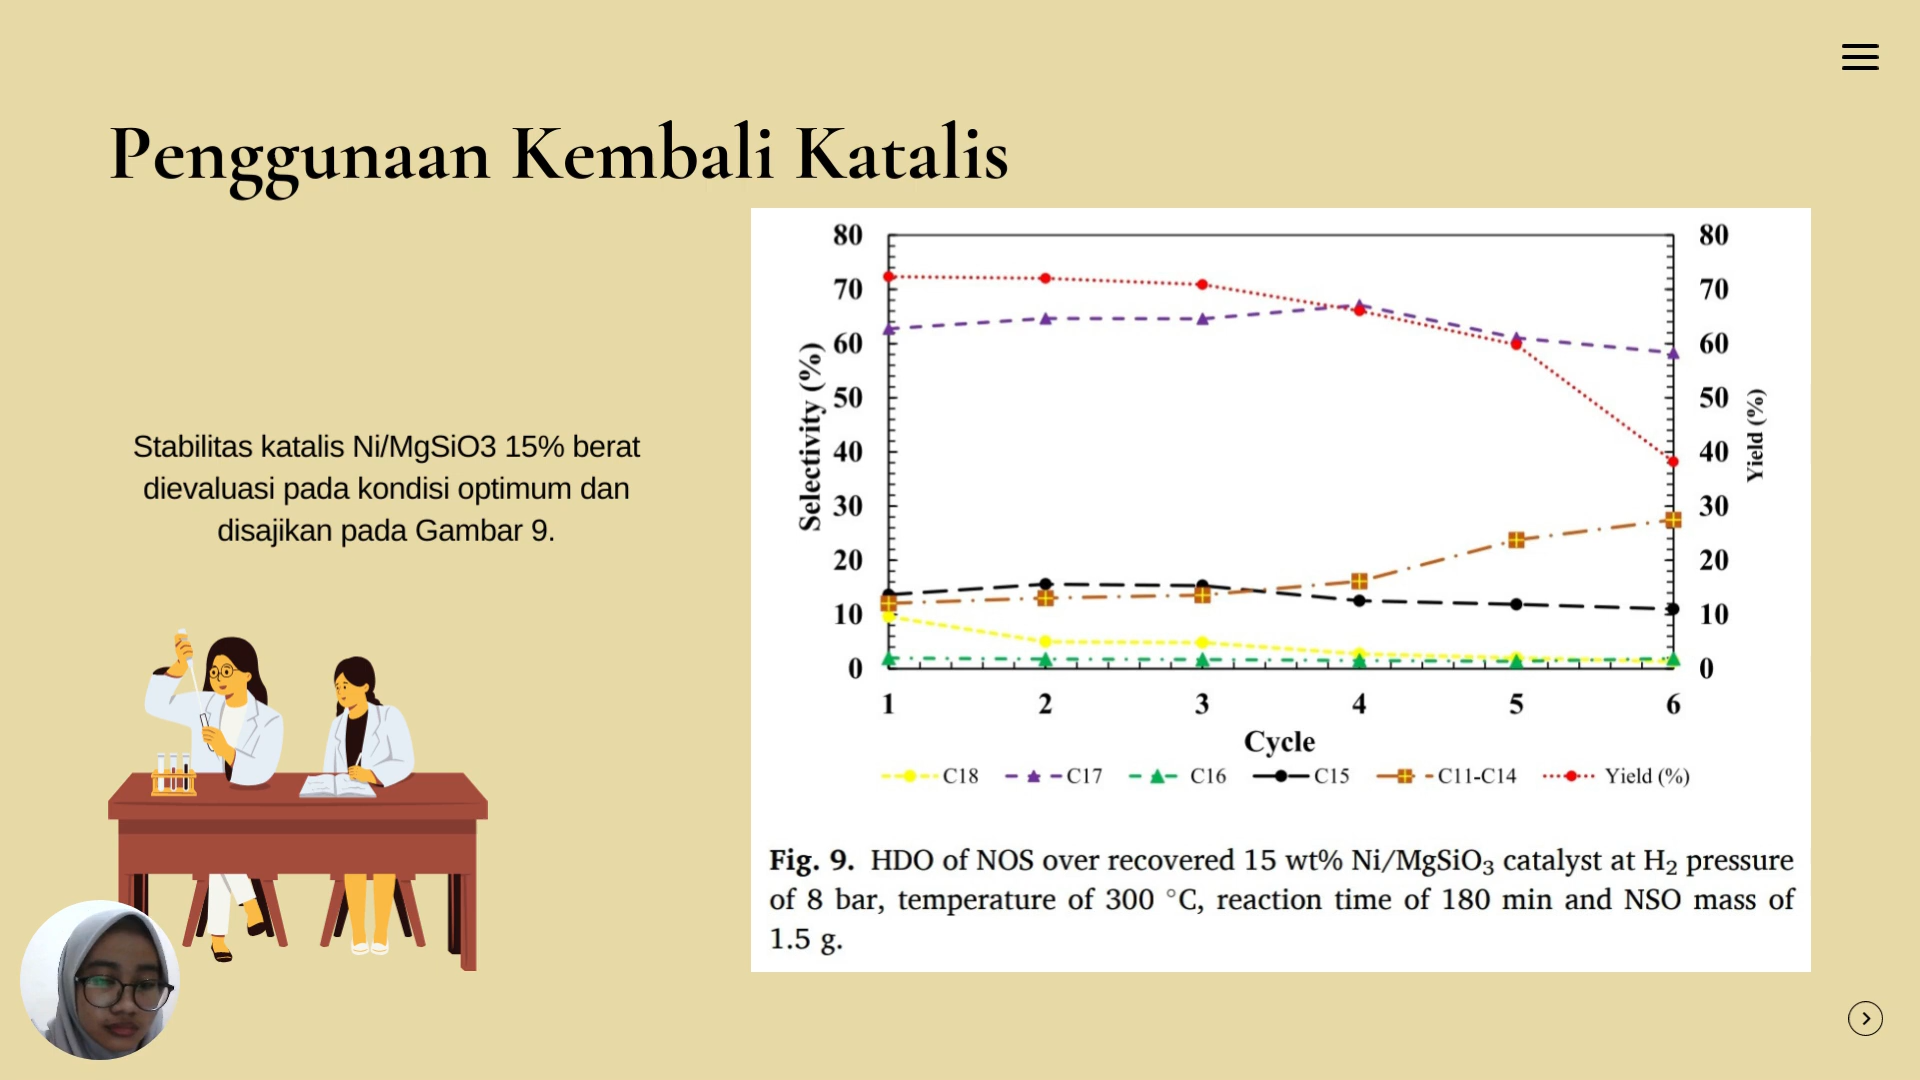 Penggunaan Kembali Katalis
Stabilitas katalis Ni/MgSiO3 15% berat
dievaluasi pada kondisi optimum dan
disajikan pada Gambar 9.
80
70
60
50
40
30
20
10
0
Selectivity (%)
80
70
60
50
40
30
20
10
0
Yield (%)
1 2 3 4 5 6
Cycle
C18 C17 C16 C15 C11-C14 Yield (%)
Fig. 9. HDO of NOS over recovered 15 wt% Ni/MgSiO₃ catalyst at H₂ pressure
of 8 bar, temperature of 300 °C, reaction time of 180 min and NSO mass of
1.5 g.